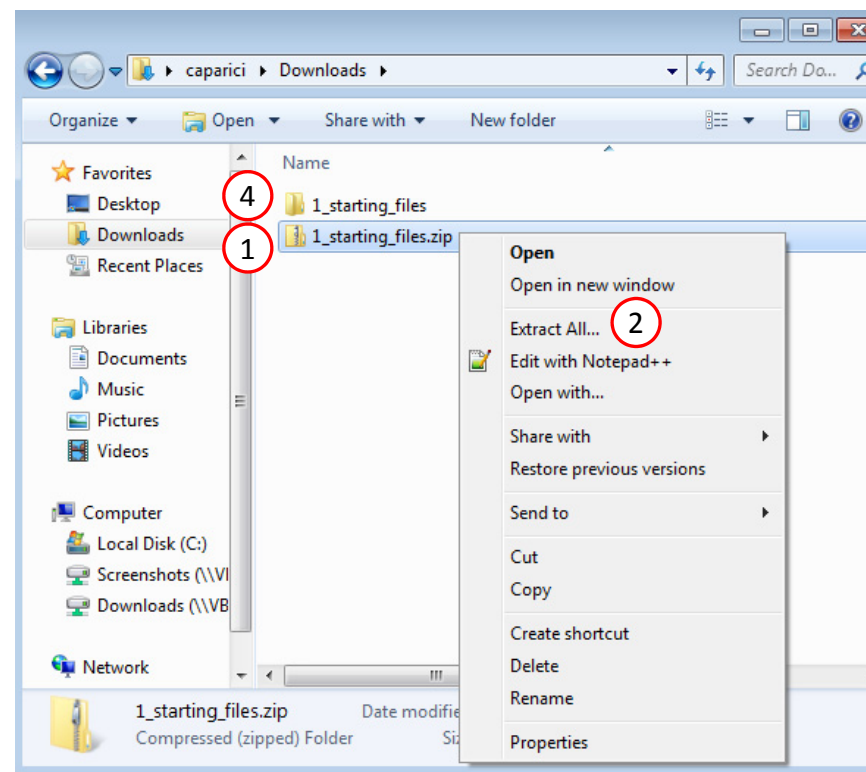 caparici Downloads
Search Do...
Organize Open Share with New folder
Name
Favorites
Desktop
Downloads
Recent Places
Libraries
Documents
Music
Pictures
Videos
Computer
Local Disk (C:)
Screenshots (\\VI
Downloads (\\VB
Network
4
1_starting_files
1
1_starting_files.zip
Open
Open in new window
Extract All... 2
Edit with Notepad++
Open with...
Share with
Restore previous versions
Send to
Cut
Copy
Create shortcut
Delete
Rename
Properties
1_starting_files.zip Date modifie
Compressed (zipped) Folder Siz